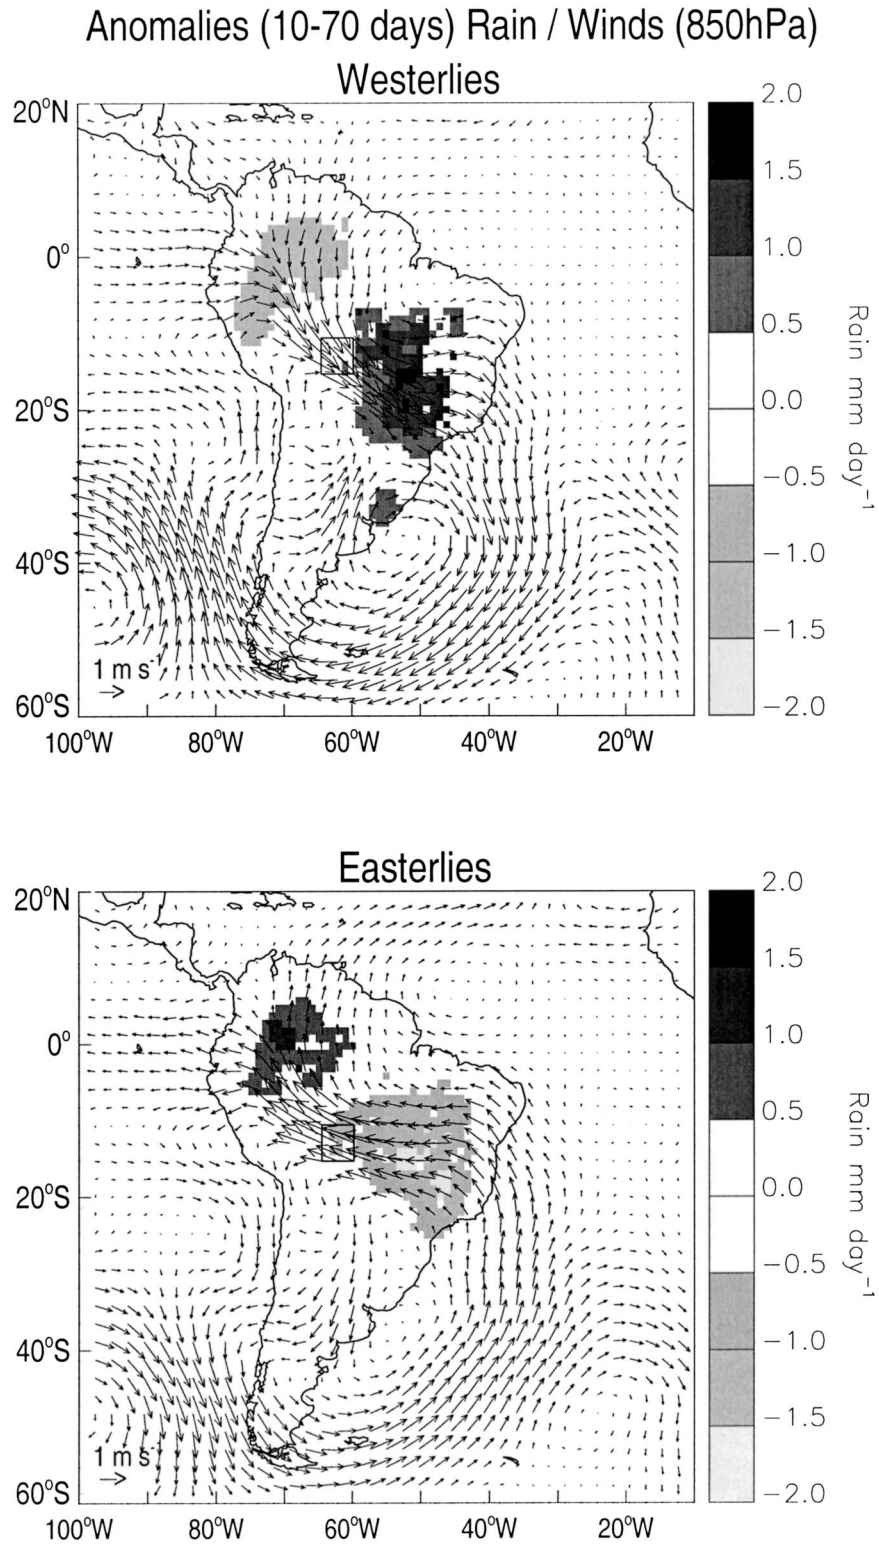 Anomalies (10-70 days) Rain / Winds (850hPa)
Westerlies
20°N
0°
20°S
40°S
60°S
100°W 80°W 60°W 40°W 20°W
1 m s⁻¹
2.0
1.5
1.0
0.5
0.0
−0.5
−1.0
−1.5
−2.0
Rain mm day⁻¹
Easterlies
20°N
0°
20°S
40°S
60°S
100°W 80°W 60°W 40°W 20°W
1 m s⁻
2.0
1.5
1.0
0.5
0.0
−0.5
−1.0
−1.5
−2.0
Rain mm day⁻¹